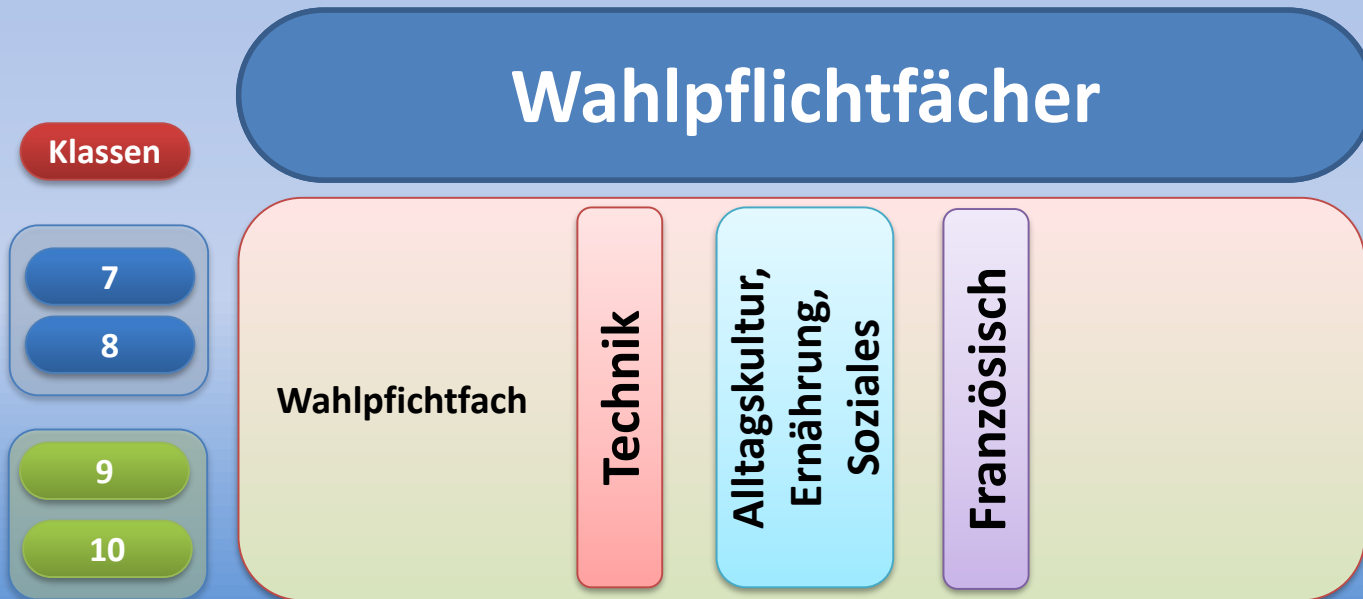 Wahlpflichtfächer
Klassen
7
8
9
10
Wahlpfichtfach
Technik
Alltagskultur,
Ernährung,
Soziales
Französisch